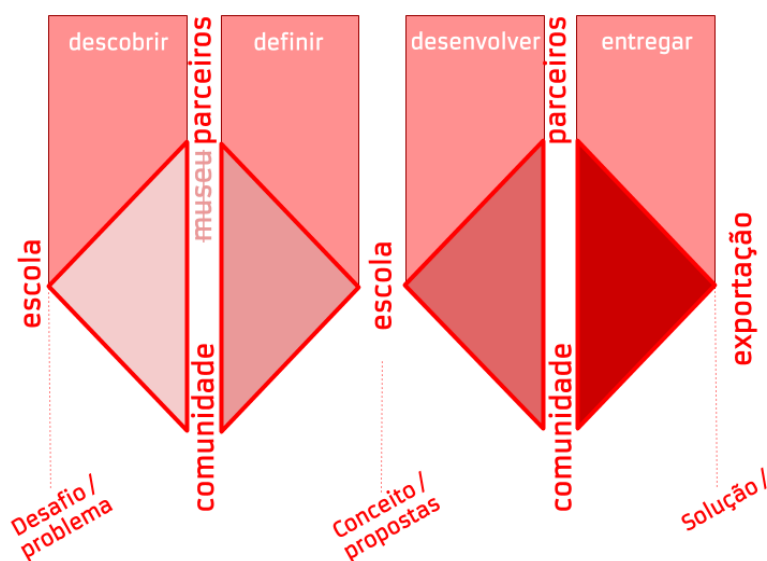 descobrir
definir
desenvolver
entregar
parceiros
museu
parceiros
escola
escola
exportação
comunidade
comunidade
Desafio /
problema
Conceito /
propostas
Solução /